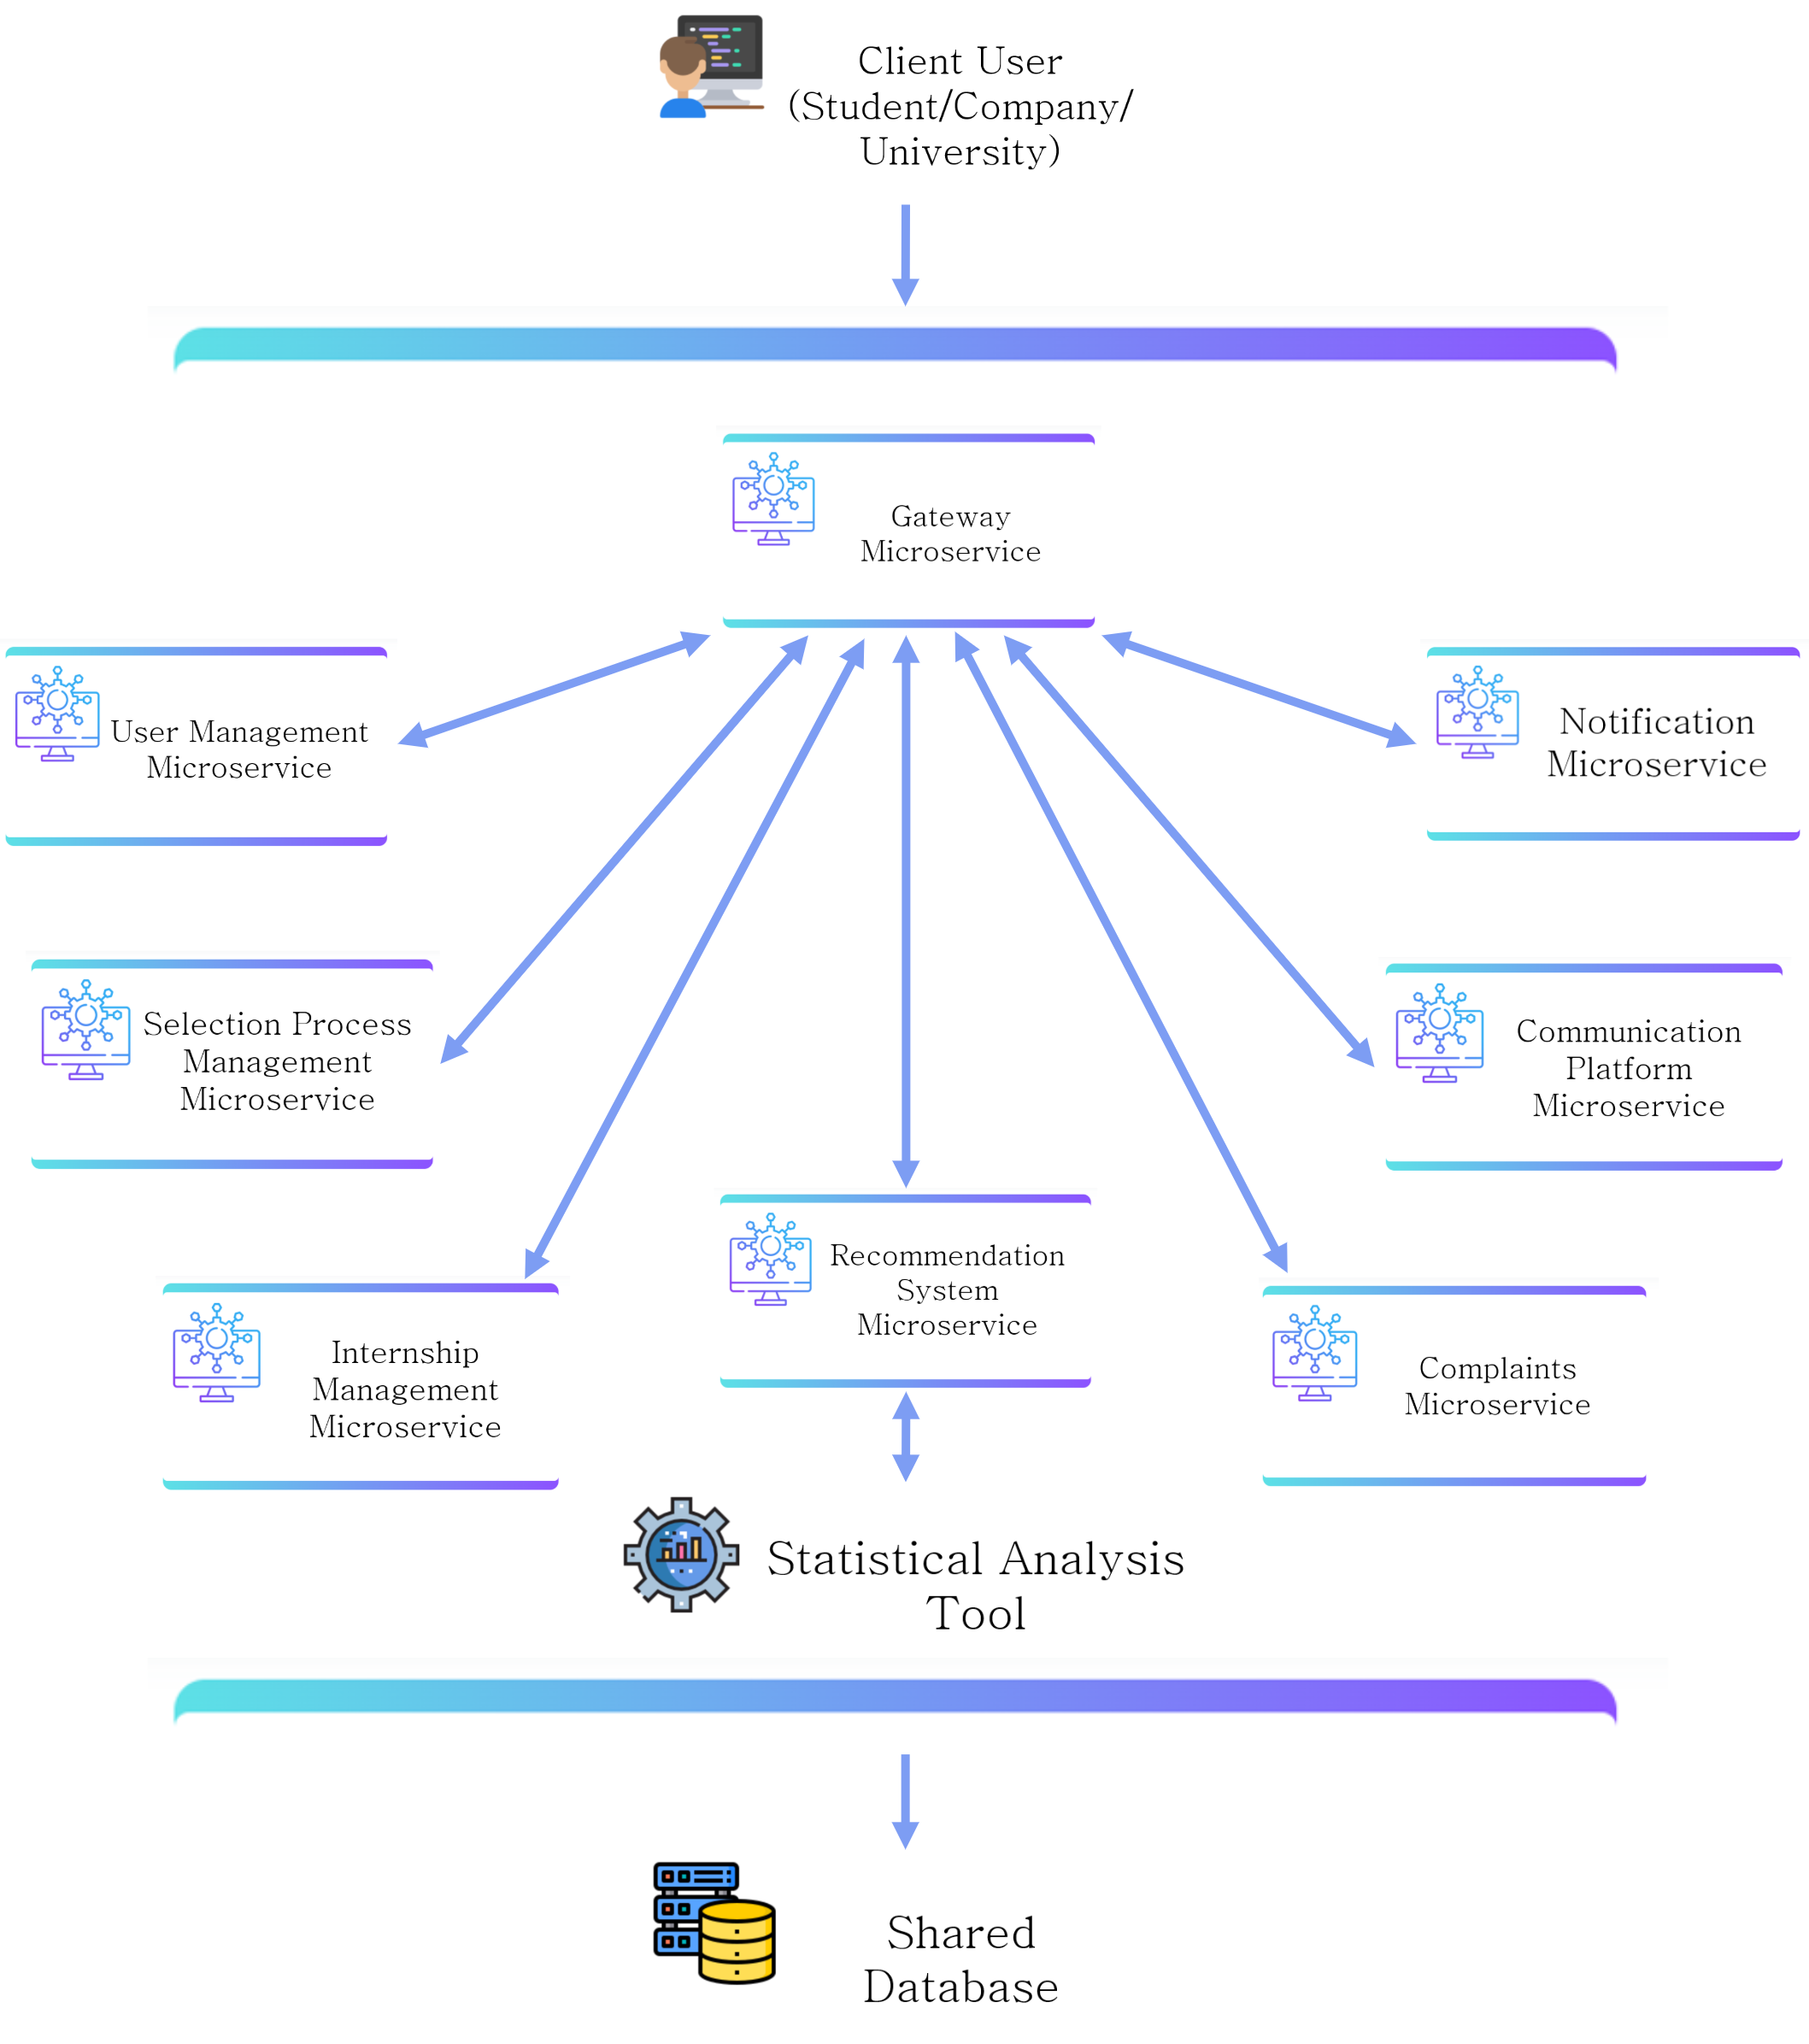 Client User
(Student/Company/
University)
Gateway
Microservice
User Management
Microservice
Notification
Microservice
Selection Process
Management
Microservice
Communication
Platform
Microservice
Internship
Management
Microservice
Recommendation
System
Microservice
Complaints
Microservice
Statistical Analysis
Tool
Shared
Database